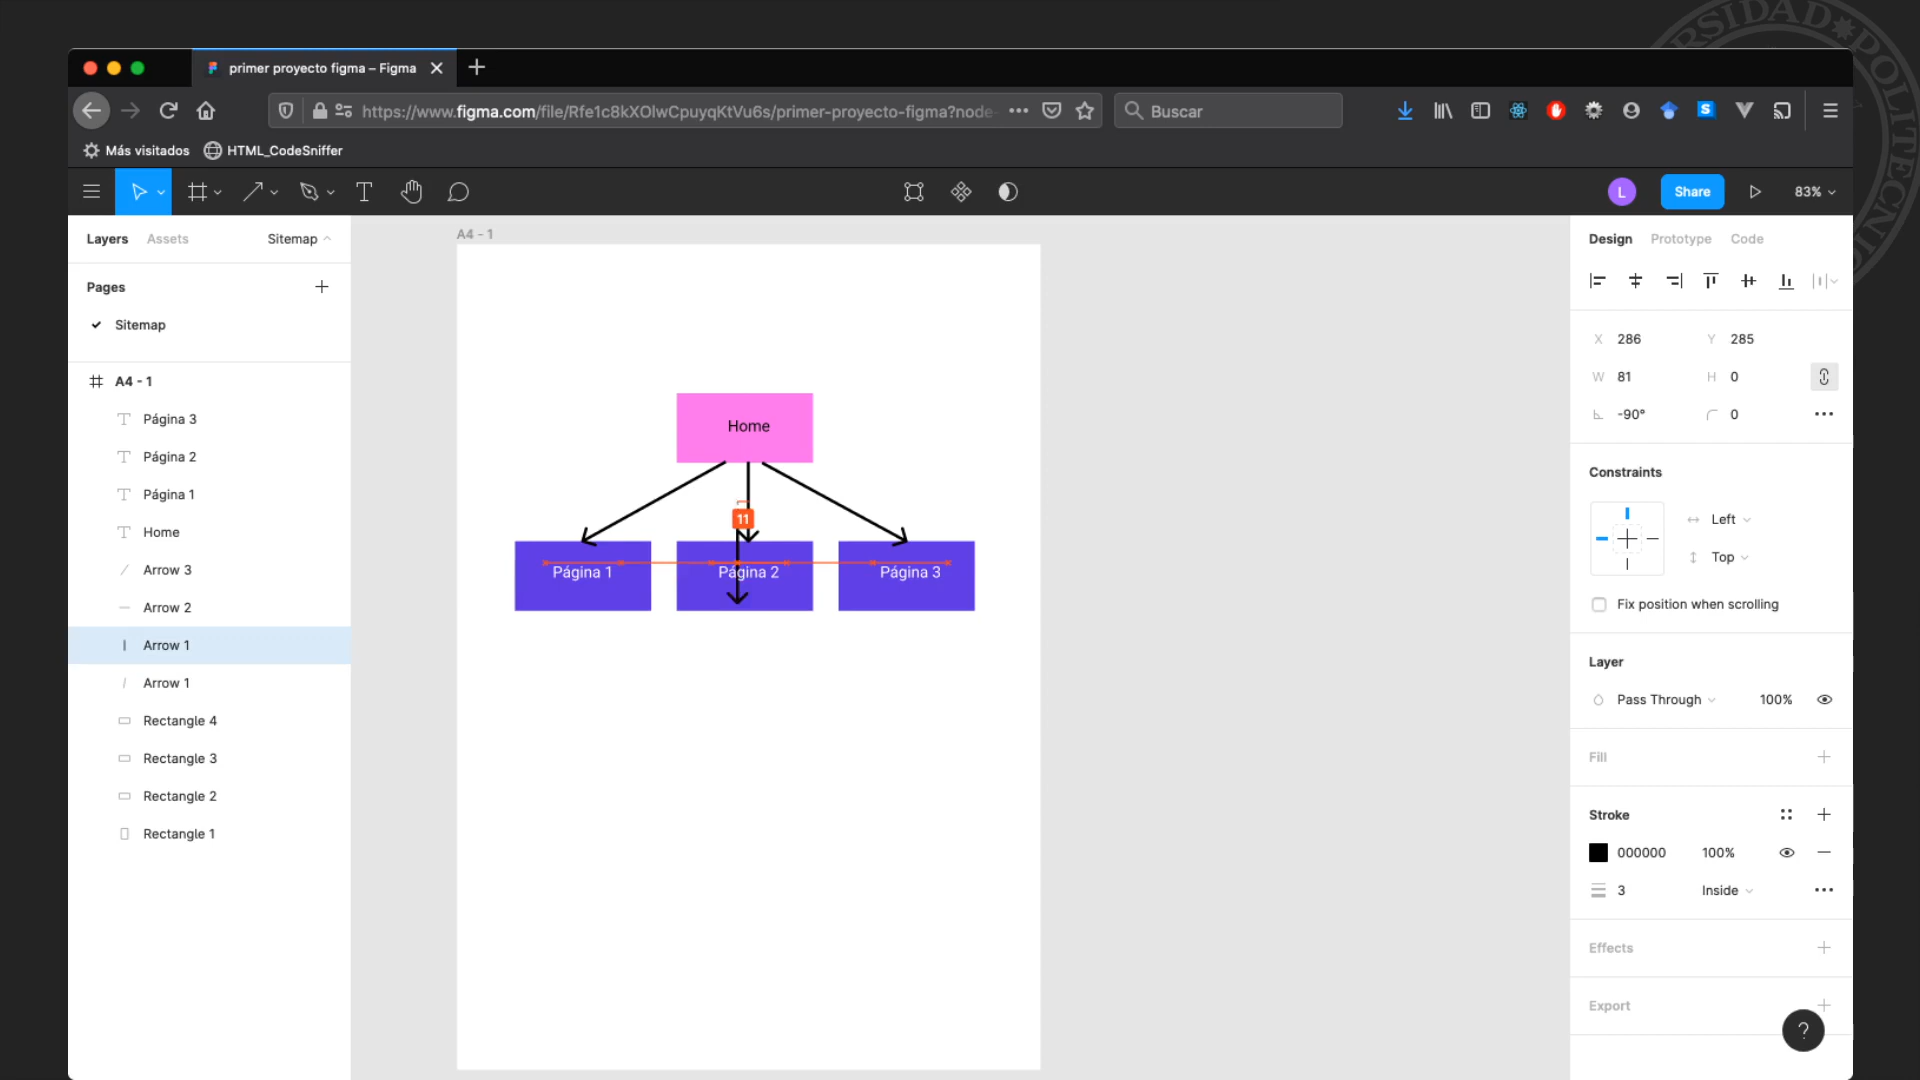 ERSIDAD POLITECNIC
primer proyecto figma – Figma
https://www.figma.com/file/Rfe1c8kXOlwCpuyqKtVu6s/primer-proyecto-figma?node-
Buscar
S
Más visitados
HTML_CodeSniffer
L
Share
83%
Layers
Assets
Sitemap
Pages
Sitemap
A4 - 1
Página 3
Página 2
Página 1
Home
Arrow 3
Arrow 2
Arrow 1
Arrow 1
Rectangle 4
Rectangle 3
Rectangle 2
Rectangle 1
A4 - 1
Home
11
Página 1
Página 2
Página 3
Design
Prototype
Code
X 286
Y 285
W 81
H 0
-90°
0
Constraints
Left
Top
Fix position when scrolling
Layer
Pass Through
100%
Fill
Stroke
000000
100%
3
Inside
Effects
Export
?